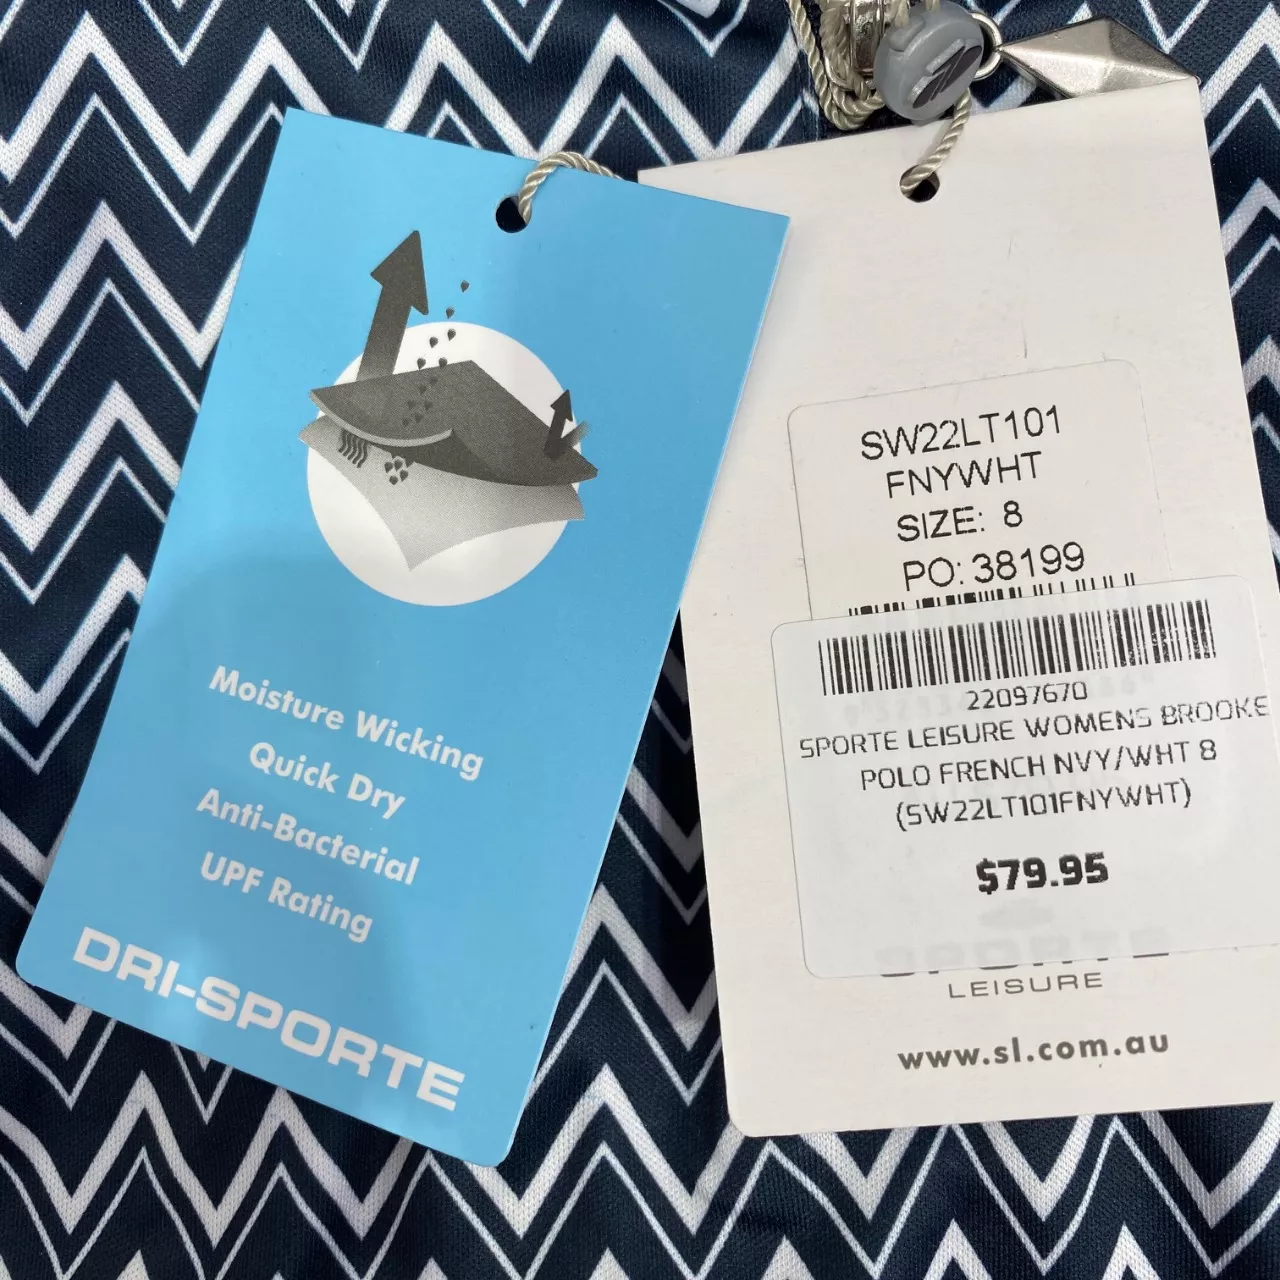 Moisture Wicking
Quick Dry
Anti-Bacterial
UPF Rating
DRI-SPORTE
SW22LT101
FNYWHT
SIZE: 8
PO: 38199
22097670
SPORTE LEISURE WOMENS BROOKE
POLO FRENCH NVY/WHT 8
(SW22LT101FNYWHT)
$79.95
SPORTE
LEISURE
www.sl.com.au